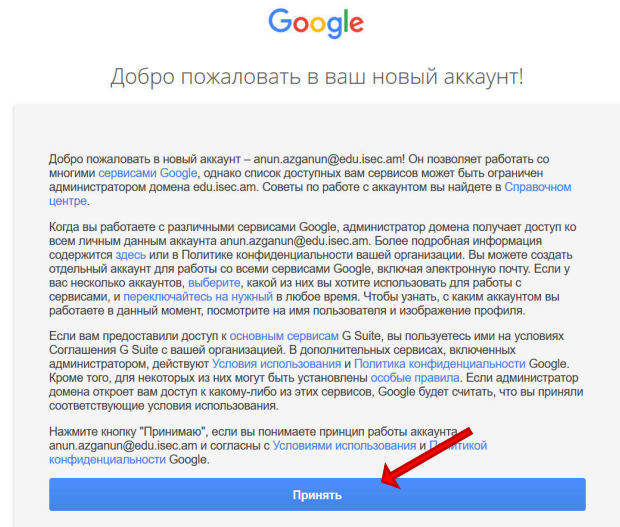 Google
Добро пожаловать в ваш новый аккаунт!
Добро пожаловать в новый аккаунт – anun.azganun@edu.isec.am! Он позволяет работать со
многими сервисами Google, однако список доступных вам сервисов может быть ограничен
администратором домена edu.isec.am. Советы по работе с аккаунтом вы найдете в Справочном
центре.
Когда вы работаете с различными сервисами Google, администратор домена получает доступ ко
всем личным данным аккаунта anun.azganun@edu.isec.am. Более подробная информация
содержится здесь или в Политике конфиденциальности вашей организации. Вы можете создать
отдельный аккаунт для работы со всеми сервисами Google, включая электронную почту. Если у
вас несколько аккаунтов, выберите, какой из них вы хотите использовать для работы с
сервисами, и переключайтесь на нужный в любое время. Чтобы узнать, с каким аккаунтом вы
работаете в данный момент, посмотрите на имя пользователя и изображение профиля.
Если вам предоставили доступ к основным сервисам G Suite, вы пользуетесь ими на условиях
Соглашения G Suite с вашей организацией. В дополнительных сервисах, включенных
администратором, действуют Условия использования и Политика конфиденциальности Google.
Кроме того, для некоторых из них могут быть установлены особые правила. Если администратор
домена откроет вам доступ к какому-либо из этих сервисов, Google будет считать, что вы приняли
соответствующие условия использования.
Нажмите кнопку "Принимаю", если вы понимаете принцип работы аккаунта
anun.azganun@edu.isec.am и согласны с Условиями использования и Политикой
конфиденциальности Google.
Принять